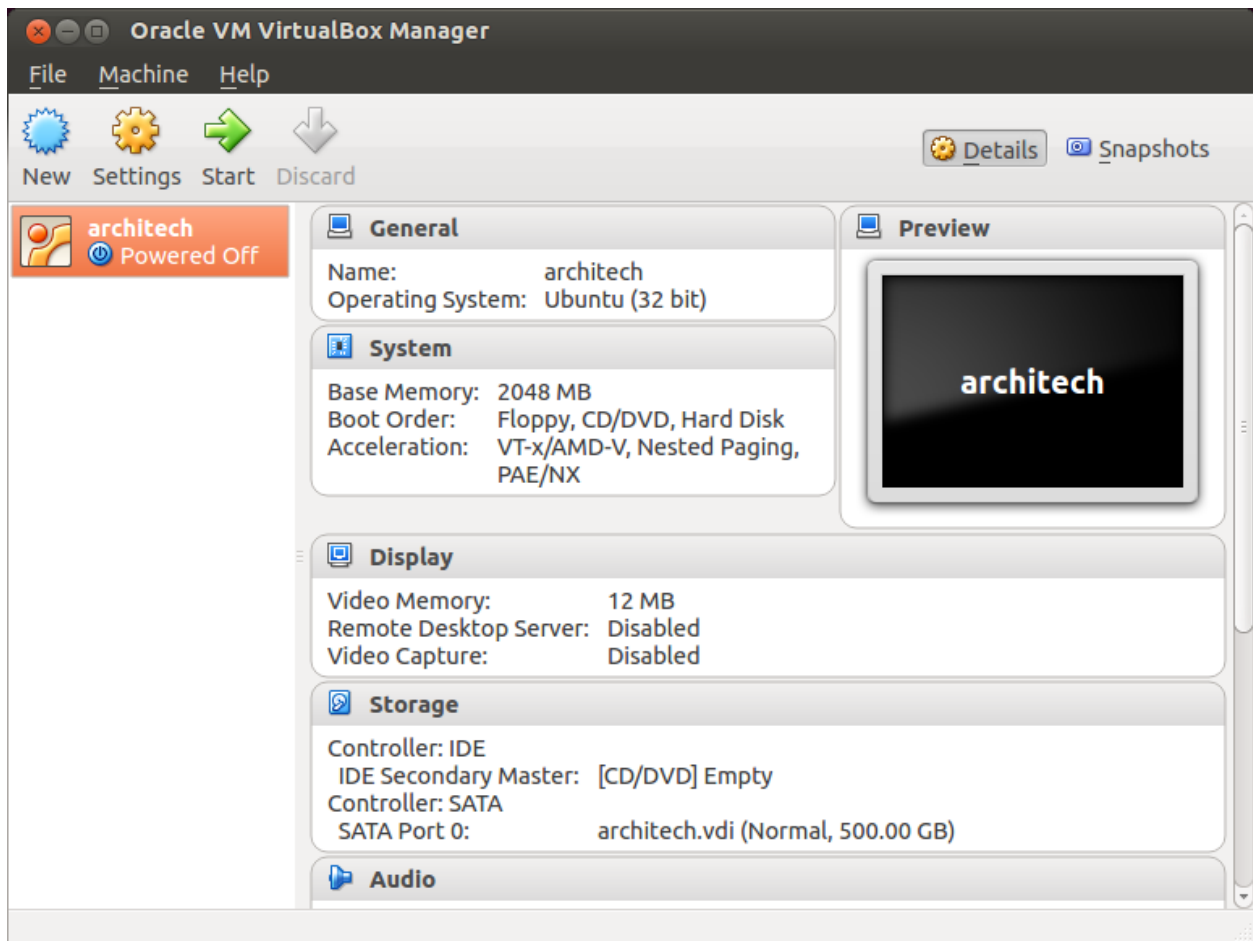 Oracle VM VirtualBox Manager
File Machine Help
New Settings Start Discard
Details Snapshots
architech
Powered Off
General
Name: architech
Operating System: Ubuntu (32 bit)
System
Base Memory: 2048 MB
Boot Order: Floppy, CD/DVD, Hard Disk
Acceleration: VT-x/AMD-V, Nested Paging,
PAE/NX
Preview
architech
Display
Video Memory: 12 MB
Remote Desktop Server: Disabled
Video Capture: Disabled
Storage
Controller: IDE
IDE Secondary Master: [CD/DVD] Empty
Controller: SATA
SATA Port 0: architech.vdi (Normal, 500.00 GB)
Audio